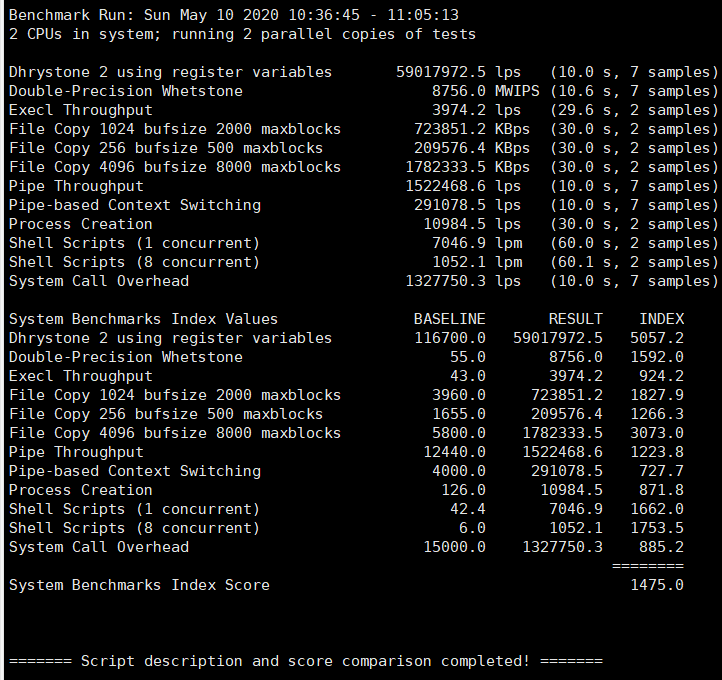 Benchmark Run: Sun May 10 2020 10:36:45 - 11:05:13
2 CPUs in system; running 2 parallel copies of tests
Dhrystone 2 using register variables       59017972.5 lps   (10.0 s, 7 samples)
Double-Precision Whetstone                     8756.0 MWIPS (10.6 s, 7 samples)
Execl Throughput                               3974.2 lps   (29.6 s, 2 samples)
File Copy 1024 bufsize 2000 maxblocks        723851.2 KBps  (30.0 s, 2 samples)
File Copy 256 bufsize 500 maxblocks          209576.4 KBps  (30.0 s, 2 samples)
File Copy 4096 bufsize 8000 maxblocks       1782333.5 KBps  (30.0 s, 2 samples)
Pipe Throughput                             1522468.6 lps   (10.0 s, 7 samples)
Pipe-based Context Switching                 291078.5 lps   (10.0 s, 7 samples)
Process Creation                              10984.5 lps   (30.0 s, 2 samples)
Shell Scripts (1 concurrent)                   7046.9 lpm   (60.0 s, 2 samples)
Shell Scripts (8 concurrent)                   1052.1 lpm   (60.1 s, 2 samples)
System Call Overhead                        1327750.3 lps   (10.0 s, 7 samples)
System Benchmarks Index Values               BASELINE       RESULT    INDEX
Dhrystone 2 using register variables         116700.0   59017972.5   5057.2
Double-Precision Whetstone                       55.0       8756.0   1592.0
Execl Throughput                                 43.0       3974.2    924.2
File Copy 1024 bufsize 2000 maxblocks          3960.0     723851.2   1827.9
File Copy 256 bufsize 500 maxblocks            1655.0     209576.4   1266.3
File Copy 4096 bufsize 8000 maxblocks          5800.0    1782333.5   3073.0
Pipe Throughput                               12440.0    1522468.6   1223.8
Pipe-based Context Switching                   4000.0     291078.5    727.7
Process Creation                                126.0      10984.5    871.8
Shell Scripts (1 concurrent)                     42.4       7046.9   1662.0
Shell Scripts (8 concurrent)                      6.0       1052.1   1753.5
System Call Overhead                          15000.0    1327750.3    885.2
                                                                   ========
System Benchmarks Index Score                                        1475.0
======= Script description and score comparison completed! =======